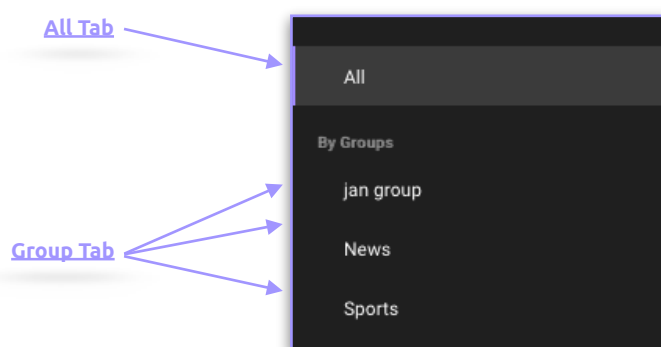 All Tab
All
By Groups
jan group
Group Tab
News
Sports